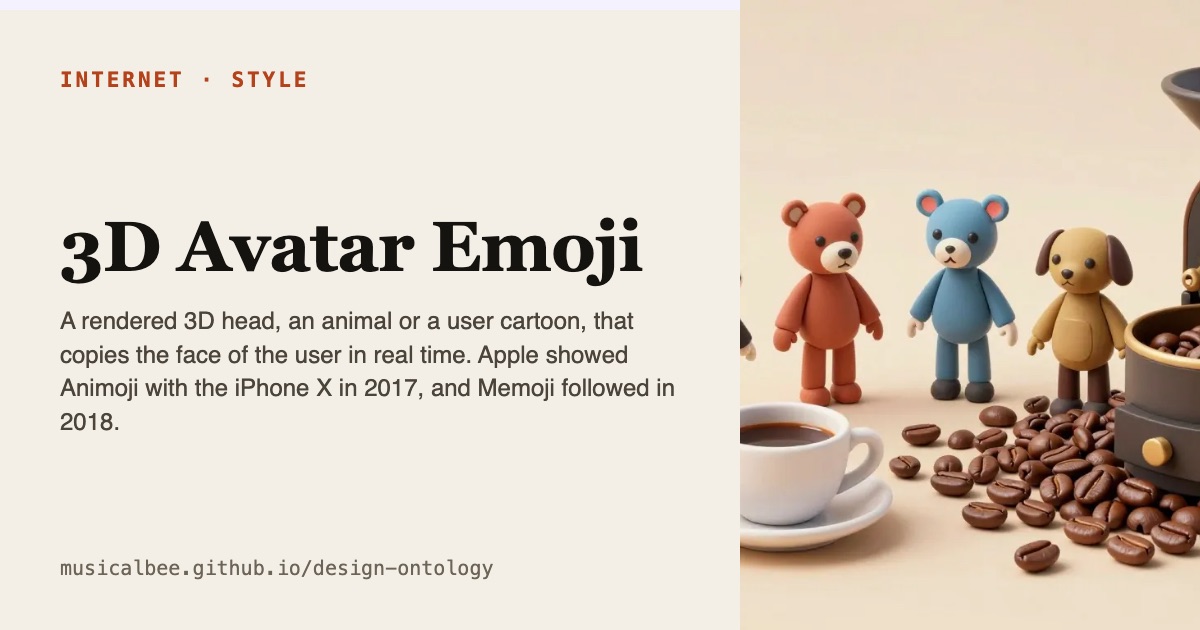 INTERNET · STYLE
3D Avatar Emoji
A rendered 3D head, an animal or a user cartoon, that
copies the face of the user in real time. Apple showed
Animoji with the iPhone X in 2017, and Memoji followed in
2018.
musicalbee.github.io/design-ontology